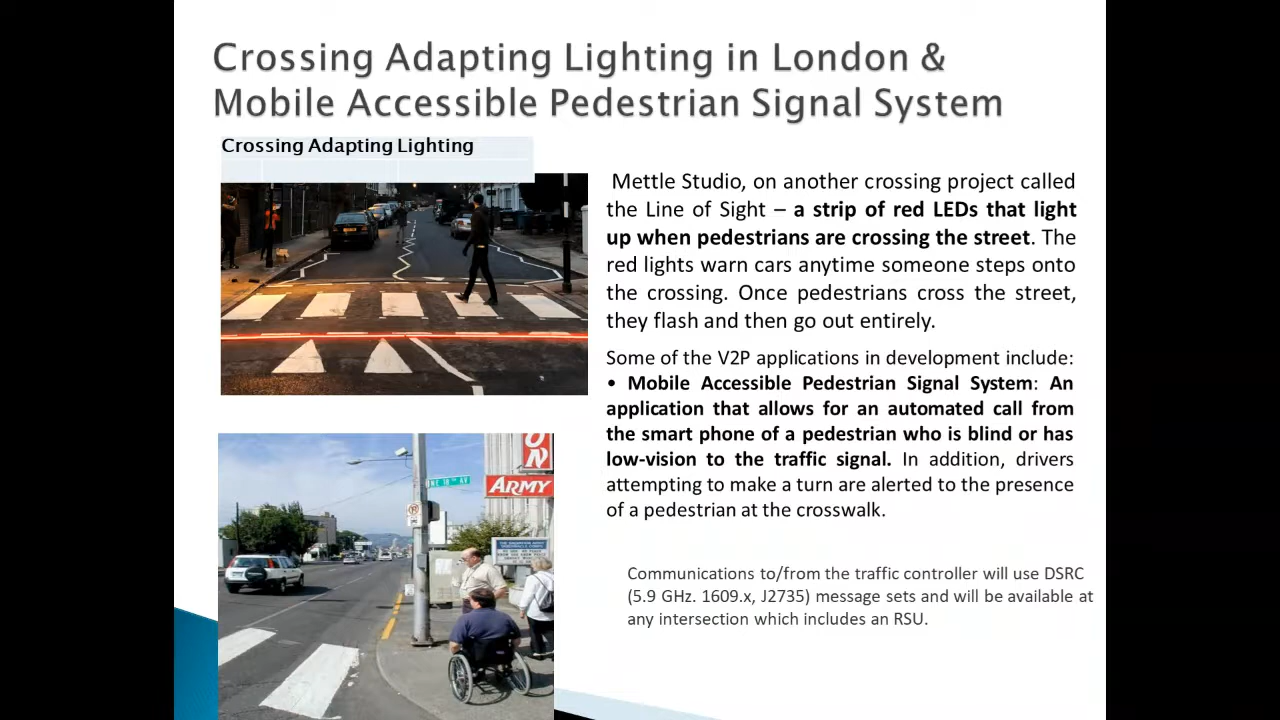 Crossing Adapting Lighting in London &
Mobile Accessible Pedestrian Signal System
Crossing Adapting Lighting
Mettle Studio, on another crossing project called
the Line of Sight – a strip of red LEDs that light
up when pedestrians are crossing the street. The
red lights warn cars anytime someone steps onto
the crossing. Once pedestrians cross the street,
they flash and then go out entirely.
Some of the V2P applications in development include:
• Mobile Accessible Pedestrian Signal System: An
application that allows for an automated call from
the smart phone of a pedestrian who is blind or has
low-vision to the traffic signal. In addition, drivers
attempting to make a turn are alerted to the presence
of a pedestrian at the crosswalk.
Communications to/from the traffic controller will use DSRC
(5.9 GHz. 1609.x, J2735) message sets and will be available at
any intersection which includes an RSU.
ON
ARMY